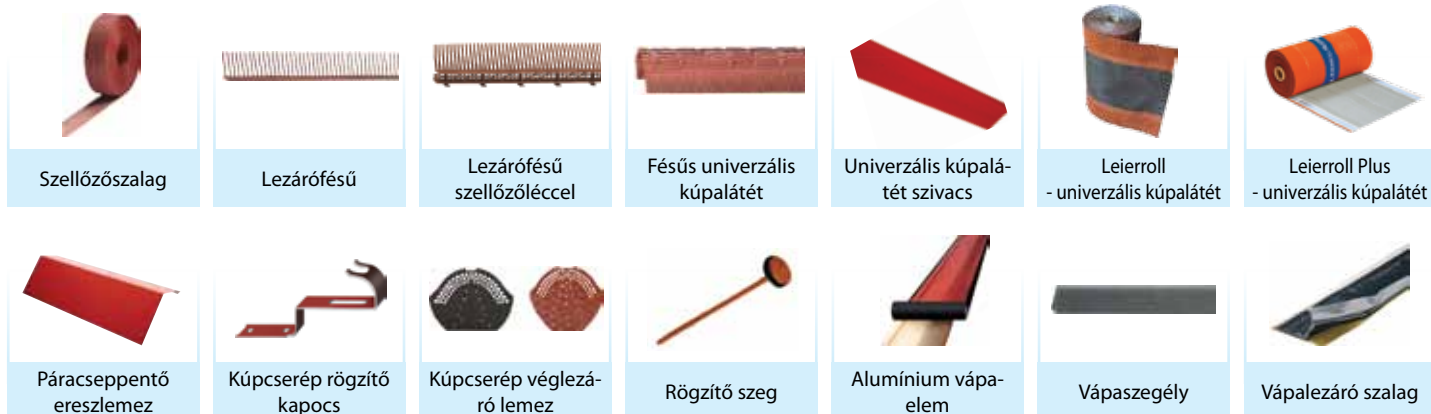 Szellőzőszalag
Lezárófésű
Lezárófésű
szellőzőléccel
Fésűs univerzális
kúpalátét
Univerzális kúpalá-
tét szivacs
Leierroll
- univerzális kúpalátét
Leierroll Plus
- univerzális kúpalátét
Páracseppentő
ereszlemez
Kúpcserép rögzítő
kapocs
Kúpcserép véglezá-
ró lemez
Rögzítő szeg
Alumínium vápa-
elem
Vápaszegély
Vápalezáró szalag